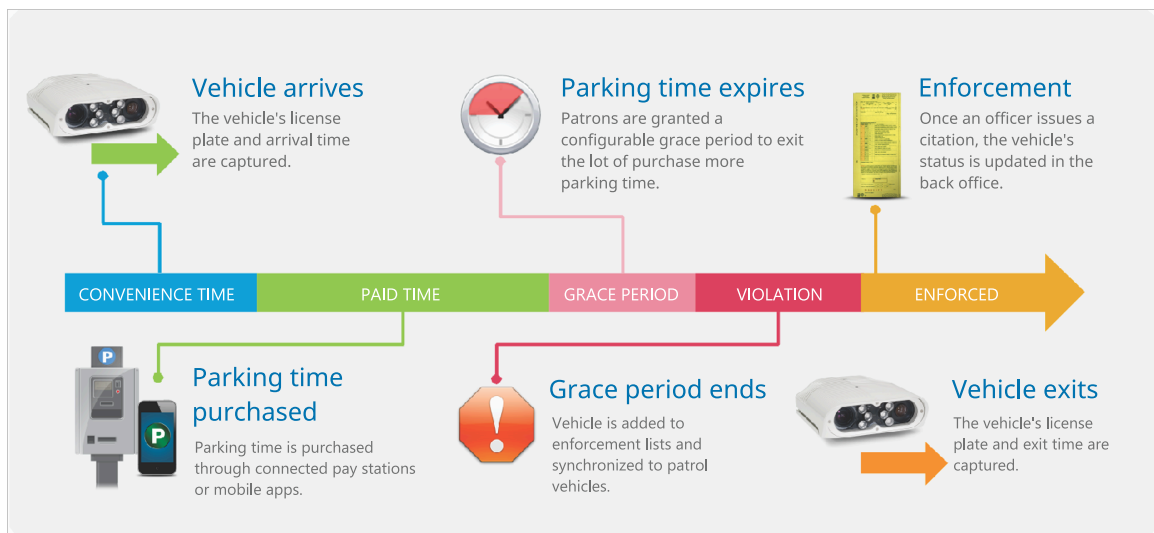 Vehicle arrives
The vehicle's license
plate and arrival time
are captured.
Parking time expires
Patrons are granted a
configurable grace period to exit
the lot of purchase more
parking time.
Enforcement
Once an officer issues a
citation, the vehicle's
status is updated in the
back office.
CONVENIENCE TIME
PAID TIME
GRACE PERIOD
VIOLATION
ENFORCED
P
P
Parking time
purchased
Parking time is purchased
through connected pay stations
or mobile apps.
Grace period ends
Vehicle is added to
enforcement lists and
synchronized to patrol
vehicles.
Vehicle exits
The vehicle's license
plate and exit time are
captured.